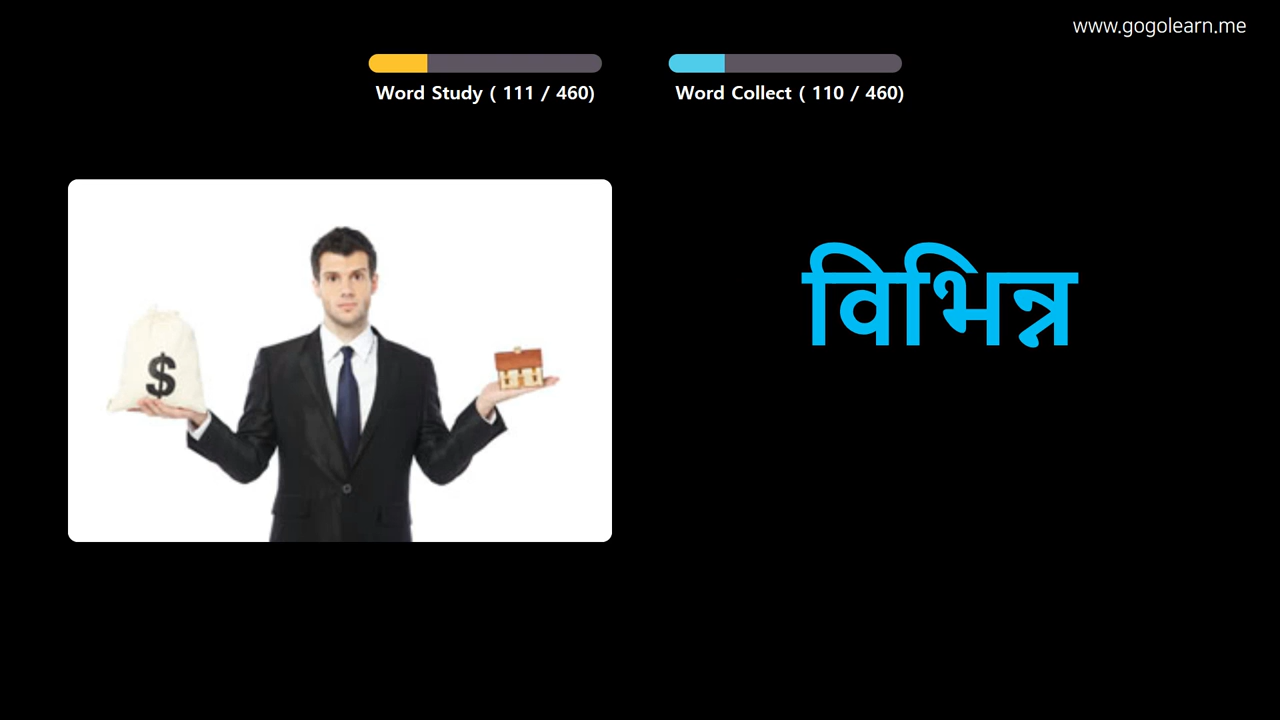 www.gogolearn.me
Word Study ( 111 / 460)
Word Collect ( 110 / 460)
$
विभिन्न